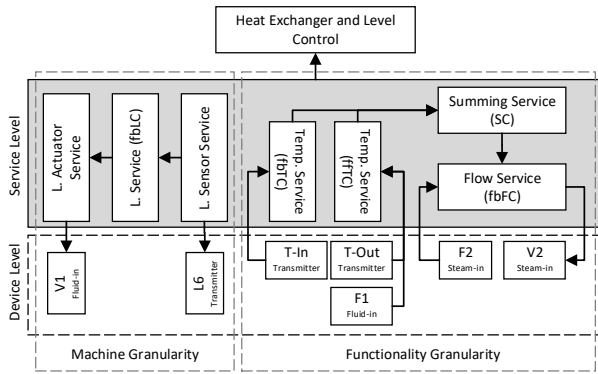 Heat Exchanger and Level
Control
Service Level
L. Actuator
Service
L. Service (fbLC)
L. Sensor Service
Temp. Service
(fbTC)
Temp. Service
(ffTC)
Summing Service
(SC)
Flow Service
(fbFC)
Device Level
V1
Fluid-in
L6
Transmitter
T-In
Transmitter
T-Out
Transmitter
F1
Fluid-in
F2
Steam-in
V2
Steam-in
Machine Granularity
Functionality Granularity